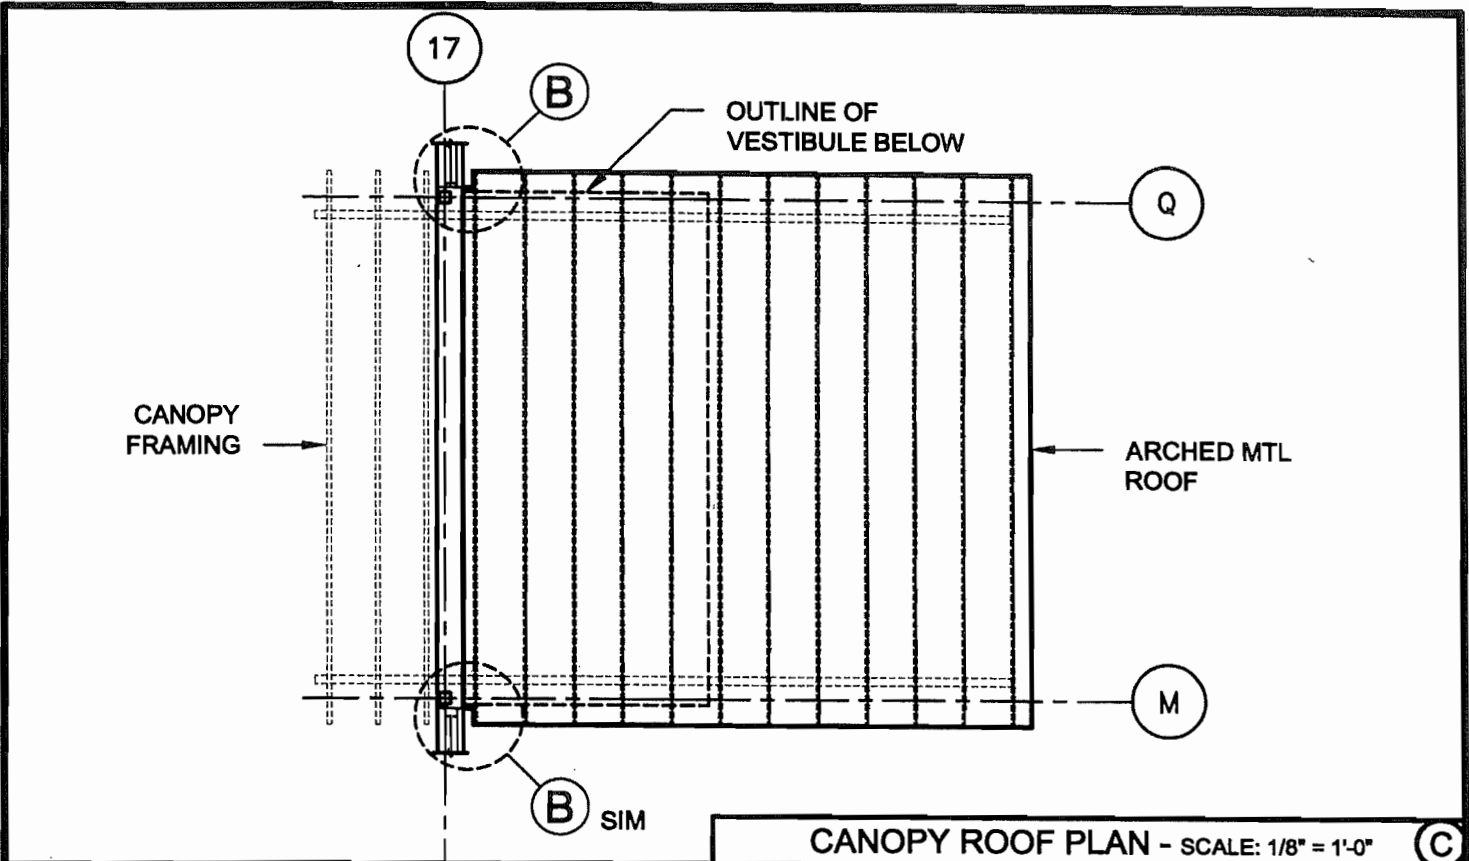 17
B
OUTLINE OF
VESTIBULE BELOW
Q
CANOPY
FRAMING
ARCHED MTL
ROOF
M
B SIM
CANOPY ROOF PLAN - SCALE: 1/8" = 1'-0" C